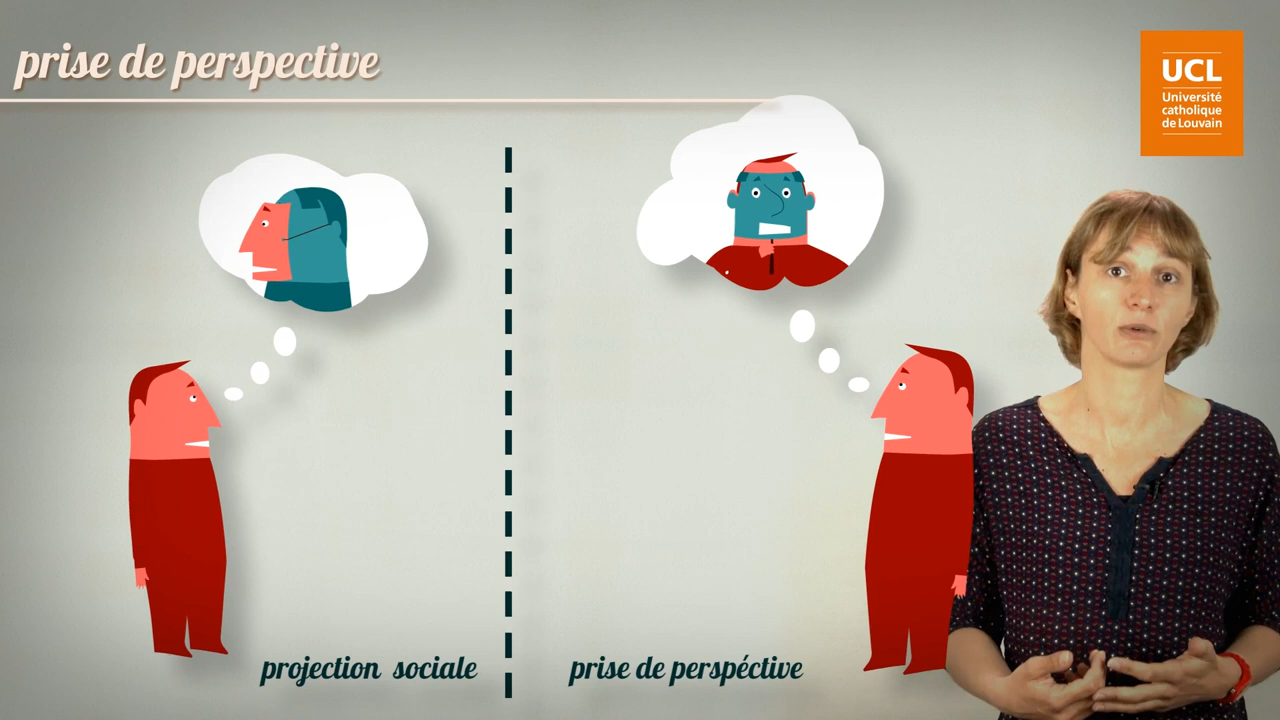 prise de perspective
UCL
Université
catholique
de Louvain
projection sociale
prise de perspéctive